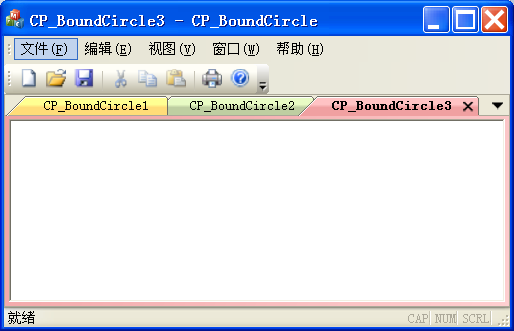 CP_BoundCircle3 - CP_BoundCircle
文件(F) 编辑(E) 视图(V) 窗口(W) 帮助(H)
CP_BoundCircle1 CP_BoundCircle2 CP_BoundCircle3
就绪 CAP NUM SCRL